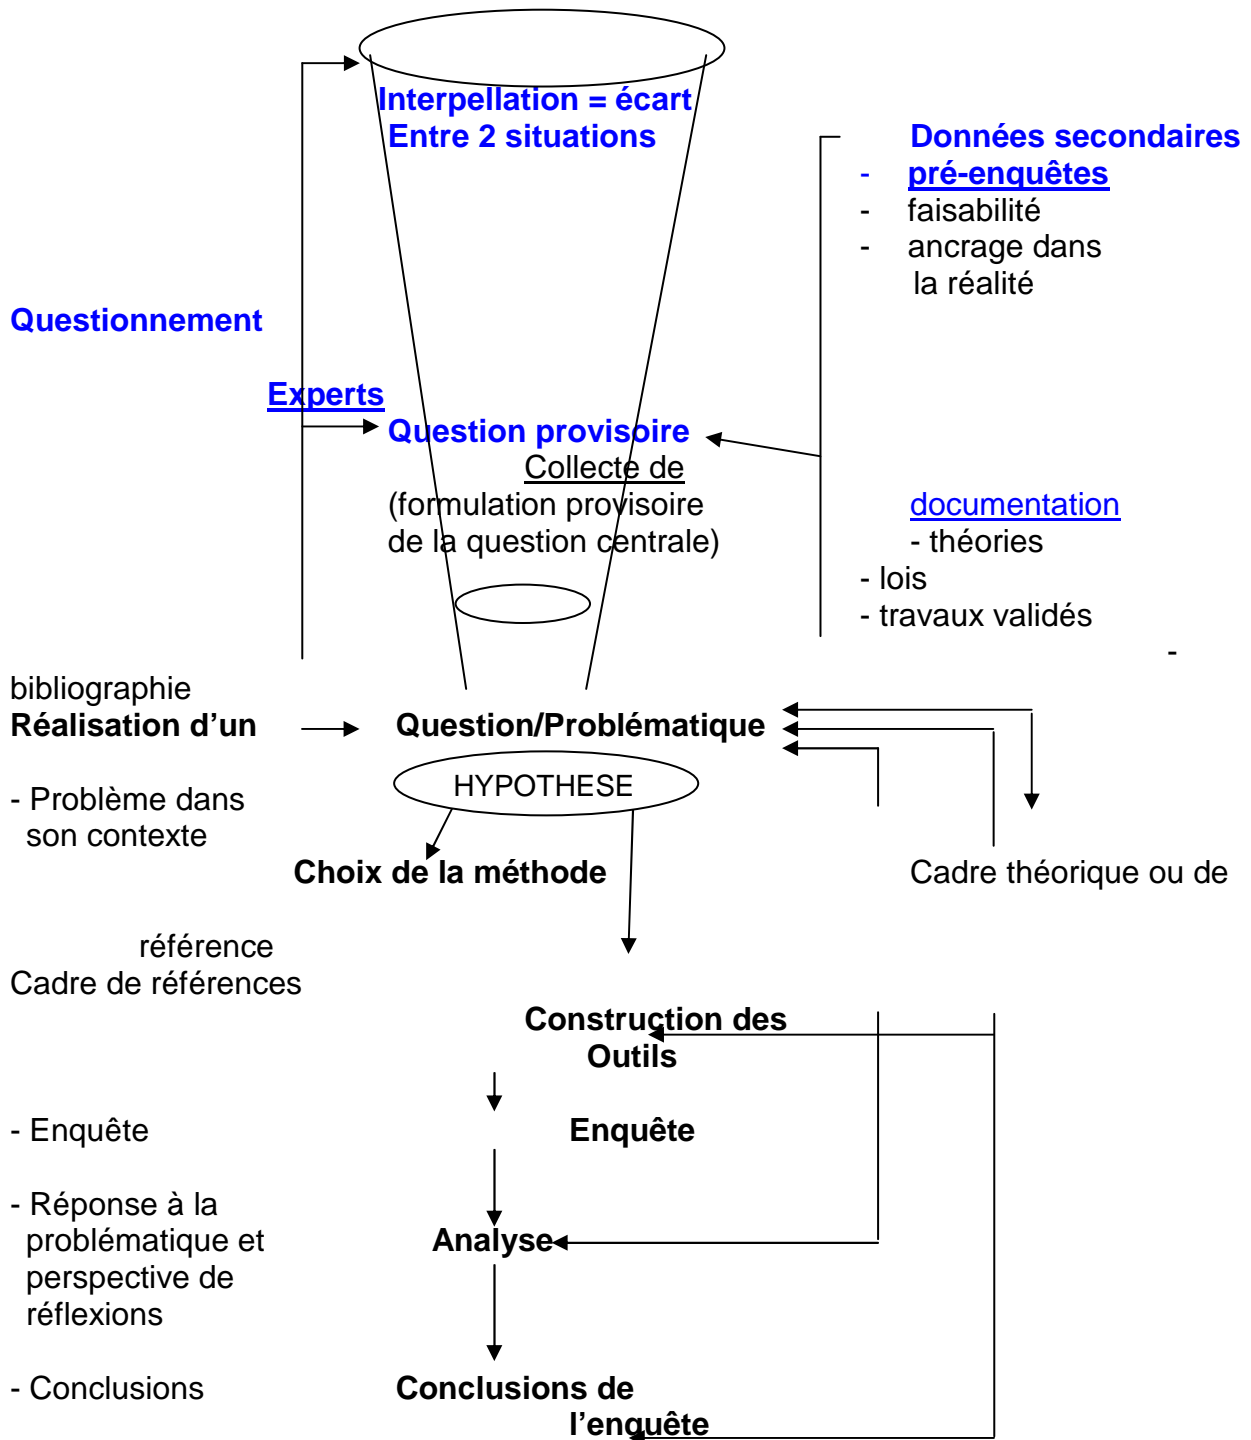 Interpellation = écart
Entre 2 situations
Données secondaires
- pré-enquêtes
- faisabilité
- ancrage dans
la réalité
Questionnement
Experts
Question provisoire
Collecte de
(formulation provisoire
documentation
de la question centrale)
- théories
- lois
- travaux validés
-
bibliographie
Réalisation d’un
Question/Problématique
HYPOTHESE
- Problème dans
son contexte
Choix de la méthode
Cadre théorique ou de
référence
Cadre de références
Construction des
Outils
- Enquête
Enquête
- Réponse à la
problématique et
Analyse
perspective de
réflexions
- Conclusions
Conclusions de
l’enquête